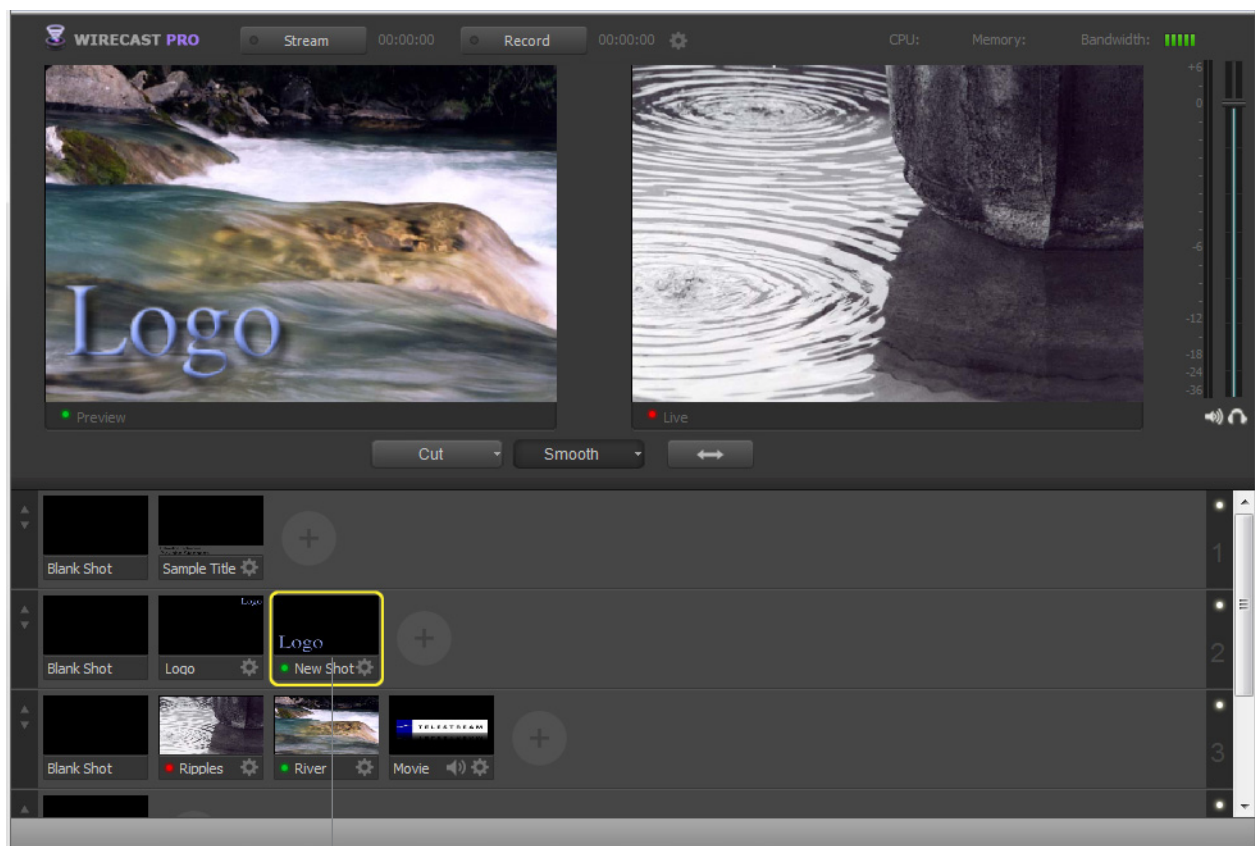 WIRECAST PRO Stream 00:00:00 Record 00:00:00 CPU: Memory: Bandwidth:
+6
0
-6
-12
-18
-24
-36
Logo
Preview
Live
Cut Smooth
Blank Shot Sample Title
1
Logo
Logo
Blank Shot Logo New Shot
2
TELESTREAM
Blank Shot Ripples River Movie
3